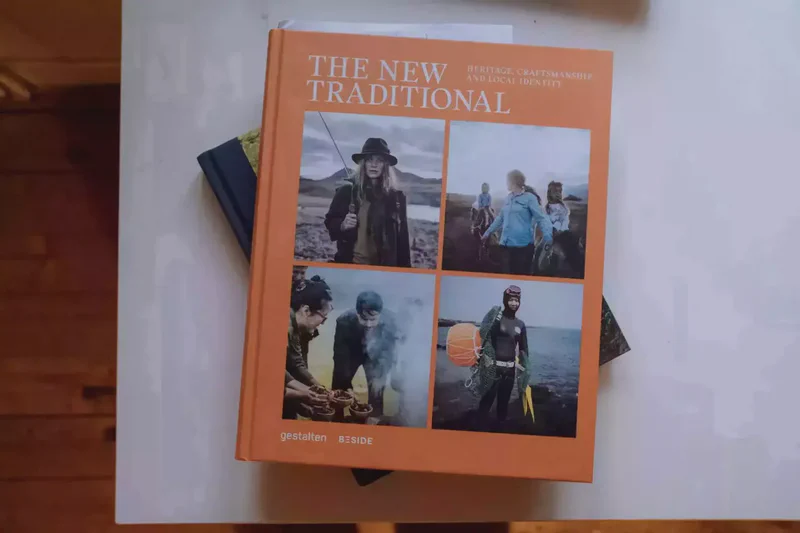 THE NEW
TRADITIONAL
HERITAGE, CRAFTSMANSHIP
AND LOCAL IDENTITY
gestalten
BESIDE